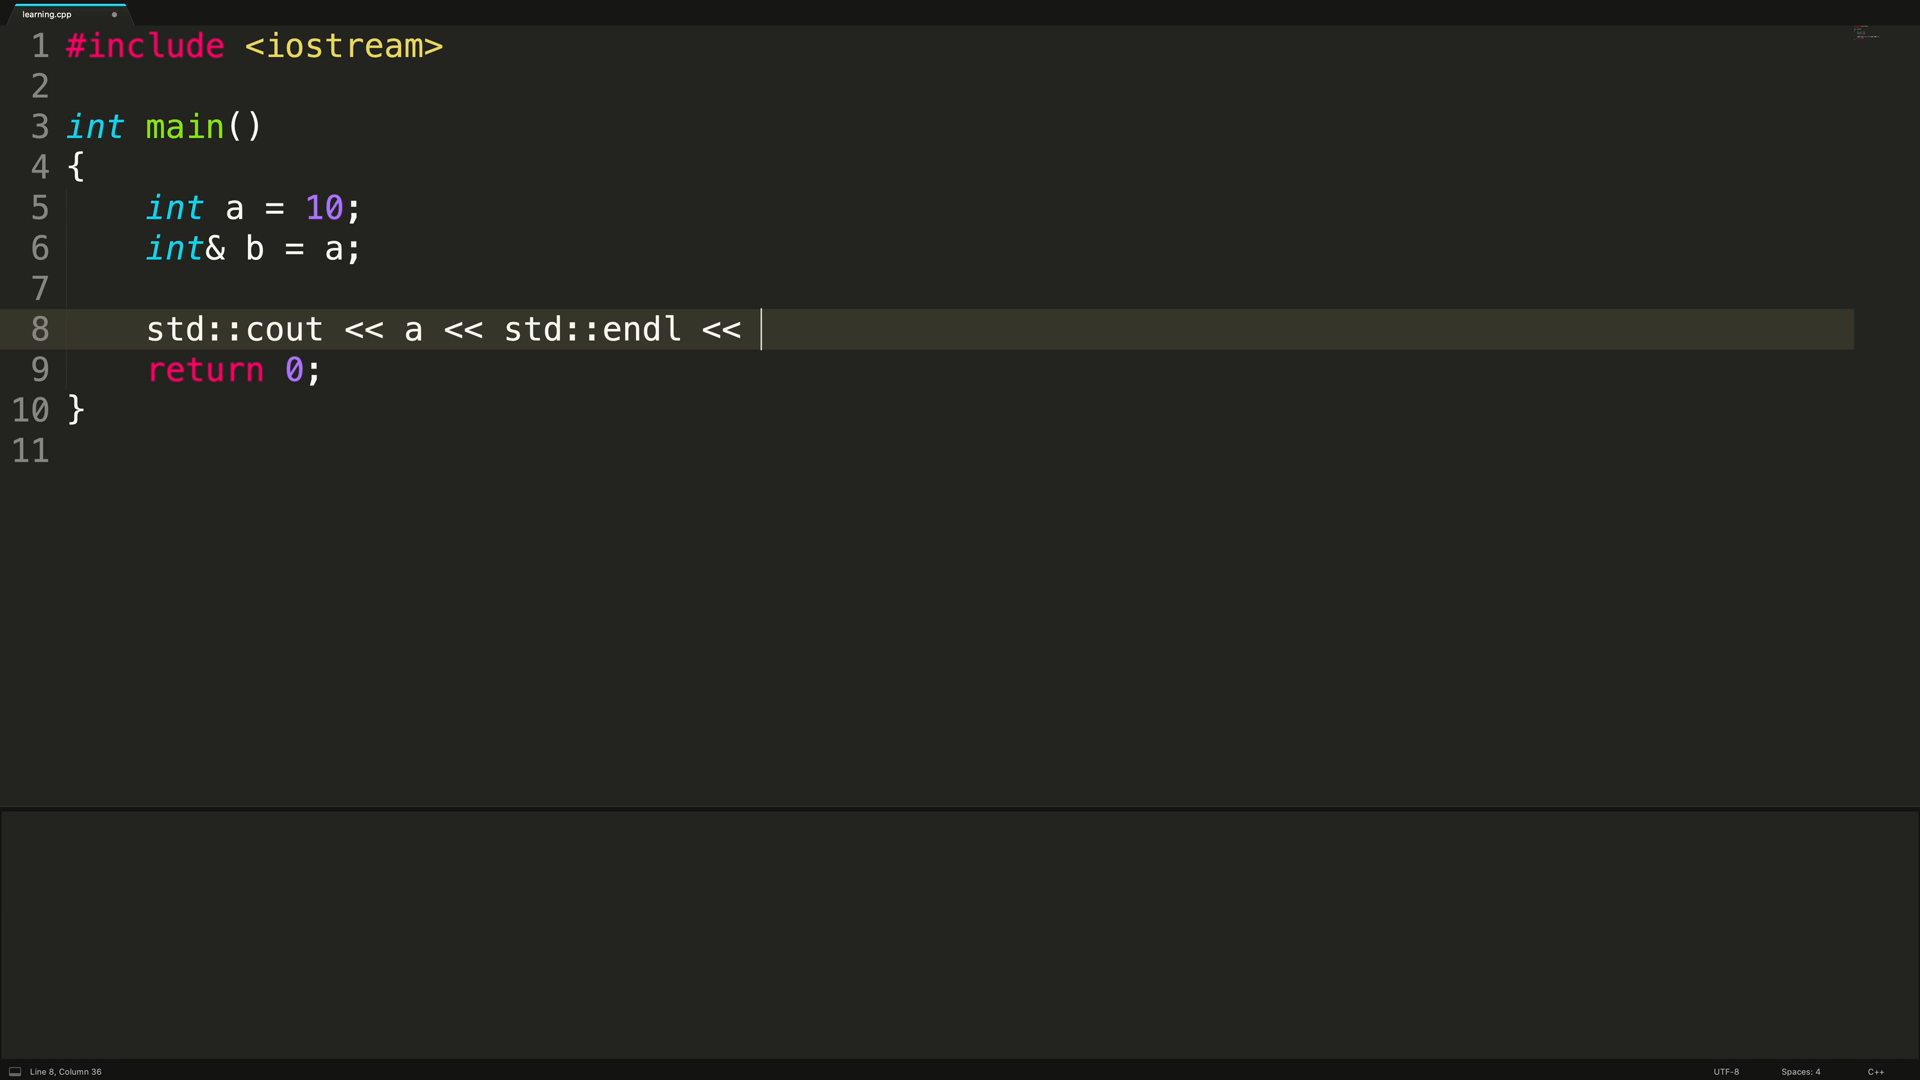 learning.cpp
1 #include <iostream>
2
3 int main()
4 {
5     int a = 10;
6     int& b = a;
7
8     std::cout << a << std::endl <<
9     return 0;
10 }
11
Line 8, Column 36
UTF-8
Spaces: 4
C++